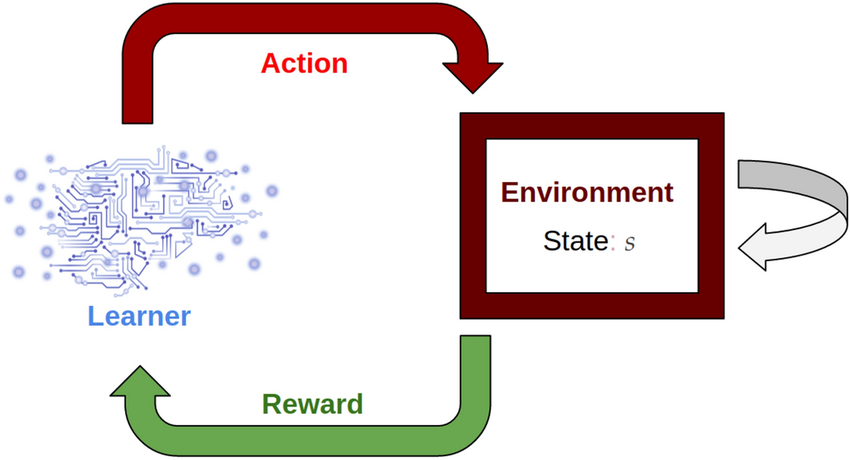 Action
Environment
State: s
Learner
Reward